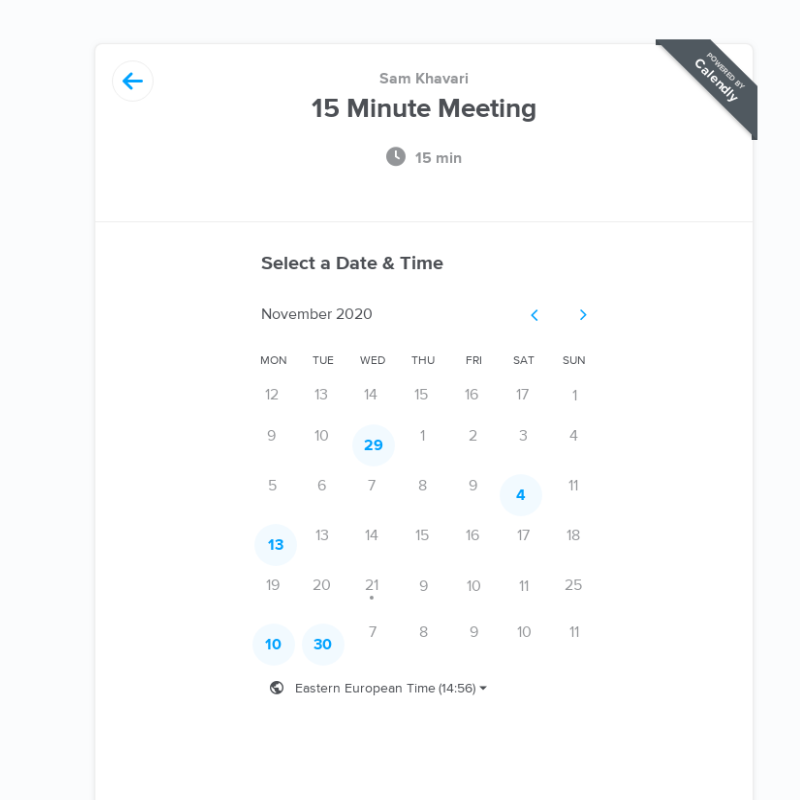 POWERED BY
Calendly
Sam Khavari
15 Minute Meeting
15 min
Select a Date & Time
November 2020
MON TUE WED THU FRI SAT SUN
12 13 14 15 16 17 1
9 10 29 1 2 3 4
5 6 7 8 9 4 11
13 13 14 15 16 17 18
19 20 21 9 10 11 25
10 30 7 8 9 10 11
Eastern European Time (14:56)